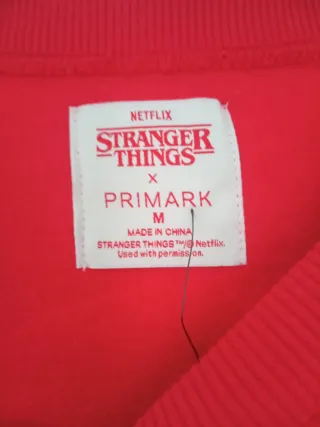 NETFLIX
STRANGER
THINGS
x
PRIMARK
M
MADE IN CHINA
STRANGER THINGS™/© Netflix.
Used with permission.